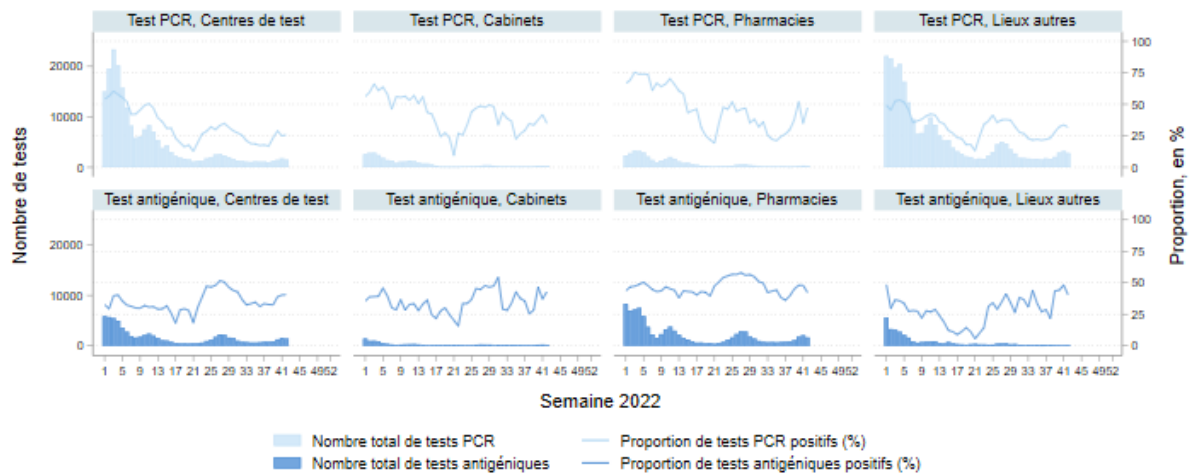 Test PCR, Centres de test
Test PCR, Cabinets
Test PCR, Pharmacies
Test PCR, Lieux autres
20000
10000
0
100
75
50
25
0
Test antigénique, Centres de test
Test antigénique, Cabinets
Test antigénique, Pharmacies
Test antigénique, Lieux autres
20000
10000
0
100
75
50
25
0
Nombre de tests
Proportion, en %
1 5 9 13 17 21 25 29 33 37 41 45 4952
1 5 9 13 17 21 25 29 33 37 41 45 4952
1 5 9 13 17 21 25 29 33 37 41 45 4952
1 5 9 13 17 21 25 29 33 37 41 45 4952
Semaine 2022
Nombre total de tests PCR
Proportion de tests PCR positifs (%)
Nombre total de tests antigéniques
Proportion de tests antigéniques positifs (%)